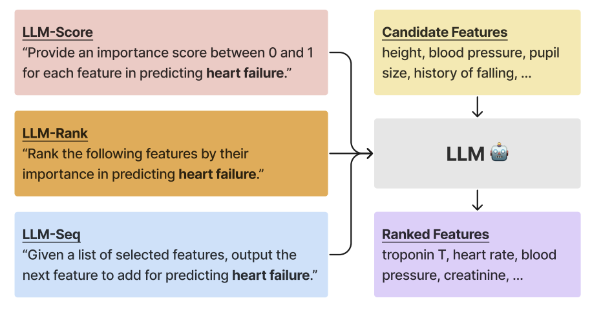 LLM-Score
“Provide an importance score between 0 and 1
for each feature in predicting heart failure.”
LLM-Rank
“Rank the following features by their
importance in predicting heart failure.”
LLM-Seq
“Given a list of selected features, output the
next feature to add for predicting heart failure.”
Candidate Features
height, blood pressure, pupil
size, history of falling, ...
LLM
Ranked Features
troponin T, heart rate, blood
pressure, creatinine, ...